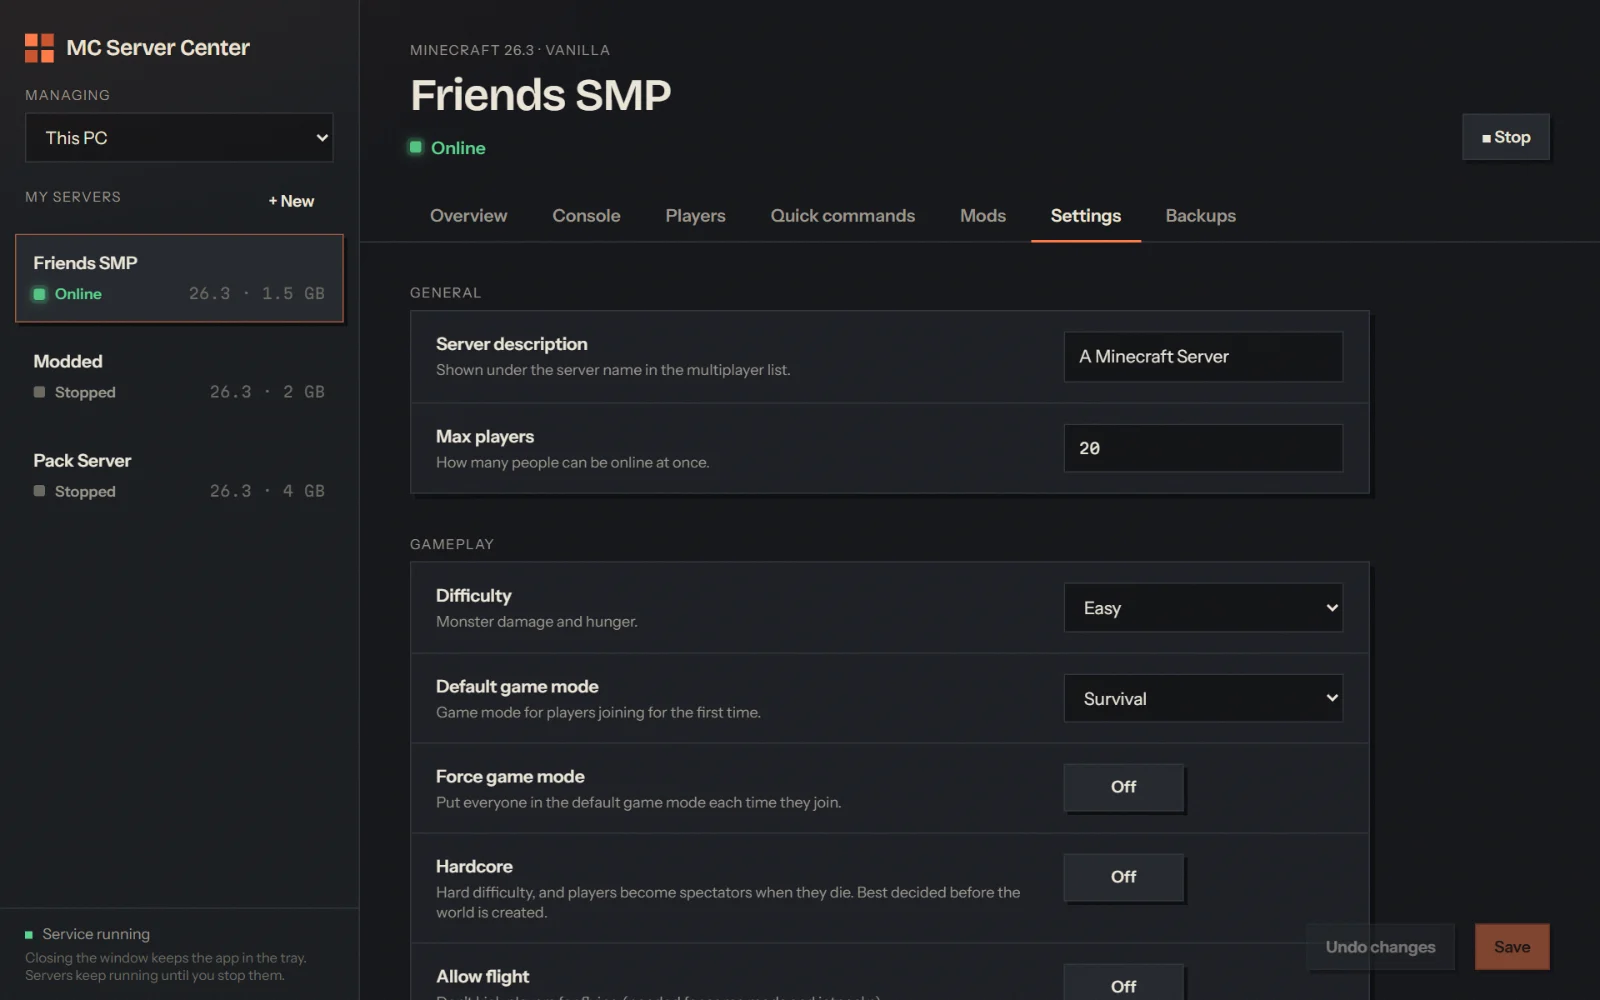 MC Server Center
MANAGING
This PC
MY SERVERS
+ New
Friends SMP
Online
26.3 · 1.5 GB
Modded
Stopped
26.3 · 2 GB
Pack Server
Stopped
26.3 · 4 GB
Service running
Closing the window keeps the app in the tray.
Servers keep running until you stop them.
MINECRAFT 26.3 · VANILLA
Friends SMP
Online
Stop
Overview
Console
Players
Quick commands
Mods
Settings
Backups
GENERAL
Server description
Shown under the server name in the multiplayer list.
A Minecraft Server
Max players
How many people can be online at once.
20
GAMEPLAY
Difficulty
Monster damage and hunger.
Easy
Default game mode
Game mode for players joining for the first time.
Survival
Force game mode
Put everyone in the default game mode each time they join.
Off
Hardcore
Hard difficulty, and players become spectators when they die. Best decided before the
world is created.
Off
Allow flight
Off
Undo changes
Save